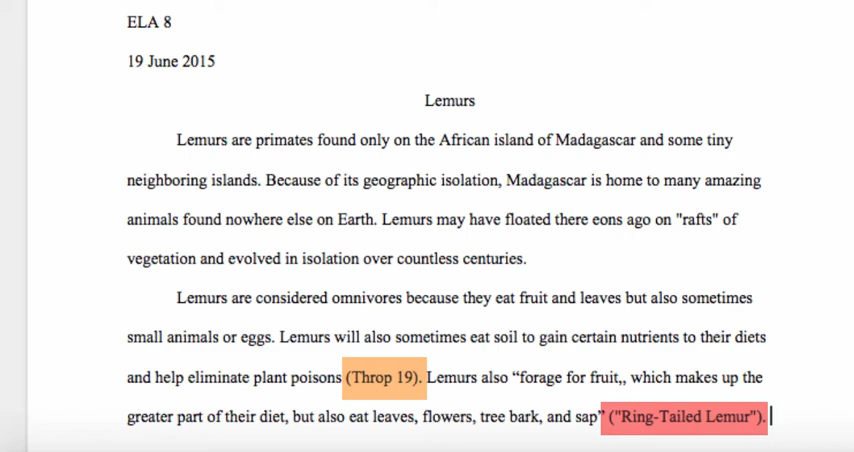 ELA 8
19 June 2015
Lemurs
Lemurs are primates found only on the African island of Madagascar and some tiny
neighboring islands. Because of its geographic isolation, Madagascar is home to many amazing
animals found nowhere else on Earth. Lemurs may have floated there eons ago on "rafts" of
vegetation and evolved in isolation over countless centuries.
Lemurs are considered omnivores because they eat fruit and leaves but also sometimes
small animals or eggs. Lemurs will also sometimes eat soil to gain certain nutrients to their diets
and help eliminate plant poisons (Throp 19). Lemurs also “forage for fruit,, which makes up the
greater part of their diet, but also eat leaves, flowers, tree bark, and sap” ("Ring-Tailed Lemur").